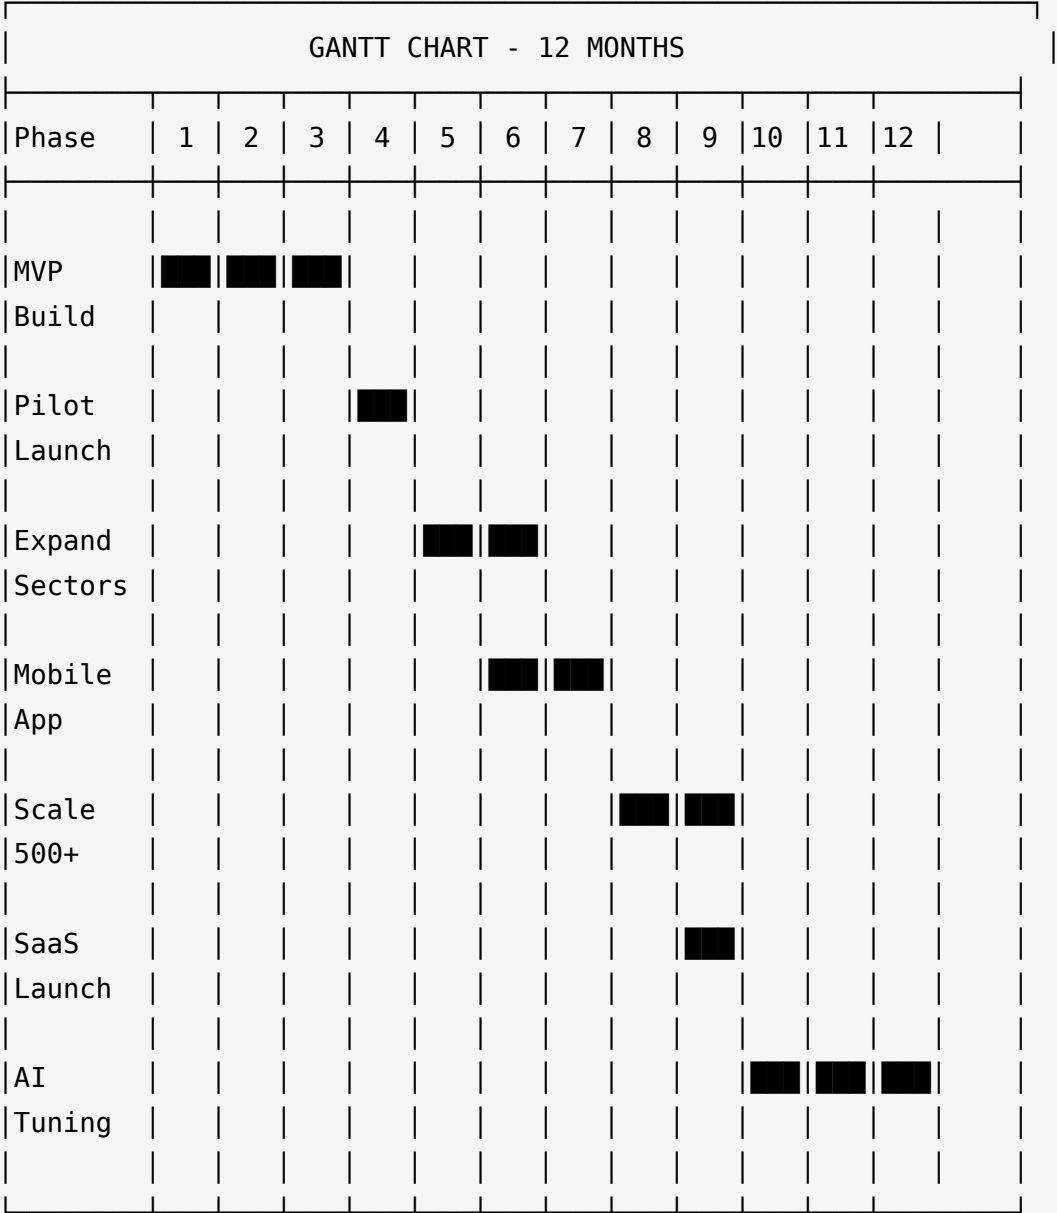 GANTT CHART - 12 MONTHS
Phase 1 2 3 4 5 6 7 8 9 10 11 12
MVP
Build
Pilot
Launch
Expand
Sectors
Mobile
App
Scale
500+
SaaS
Launch
AI
Tuning